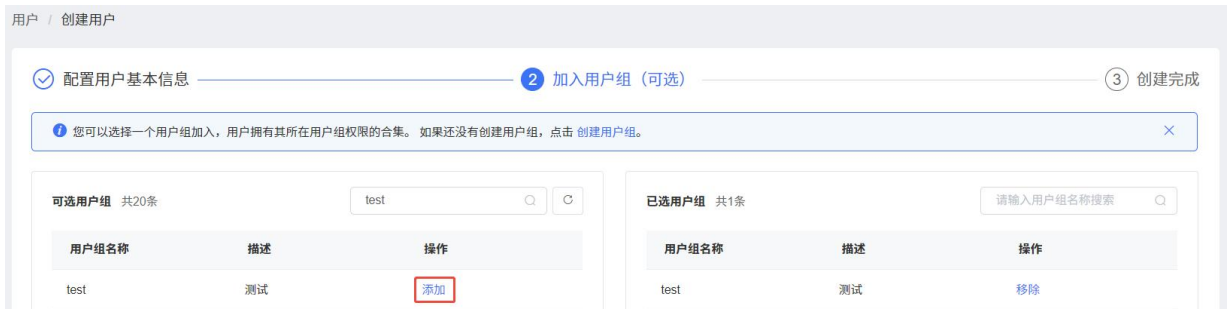 用户 / 创建用户
配置用户基本信息
2 加入用户组（可选）
3 创建完成
您可以选择一个用户组加入，用户拥有其所在用户组权限的合集。 如果还没有创建用户组，点击 创建用户组。
可选用户组 共20条
test
用户组名称 描述 操作
test 测试 添加
已选用户组 共1条
请输入用户组名称搜索
用户组名称 描述 操作
test 测试 移除